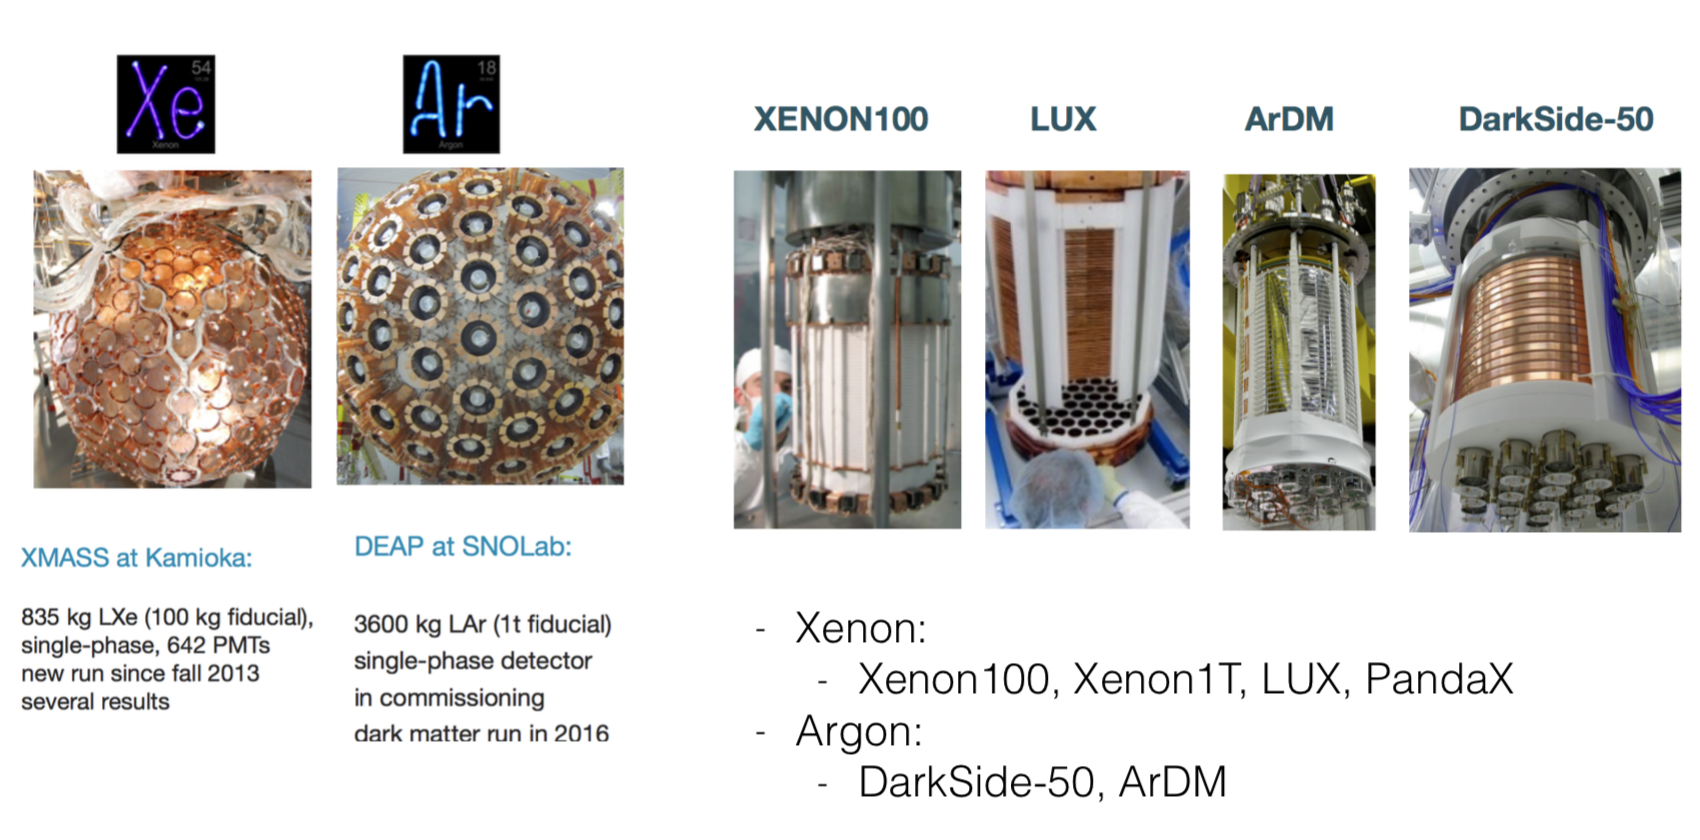 54
Xe
Xenon
18
Ar
Argon
XMASS at Kamioka:
835 kg LXe (100 kg fiducial),
single-phase, 642 PMTs
new run since fall 2013
several results
DEAP at SNOLab:
3600 kg LAr (1t fiducial)
single-phase detector
in commissioning
dark matter run in 2016
XENON100
LUX
ArDM
DarkSide-50
- Xenon:
- Xenon100, Xenon1T, LUX, PandaX
- Argon:
- DarkSide-50, ArDM